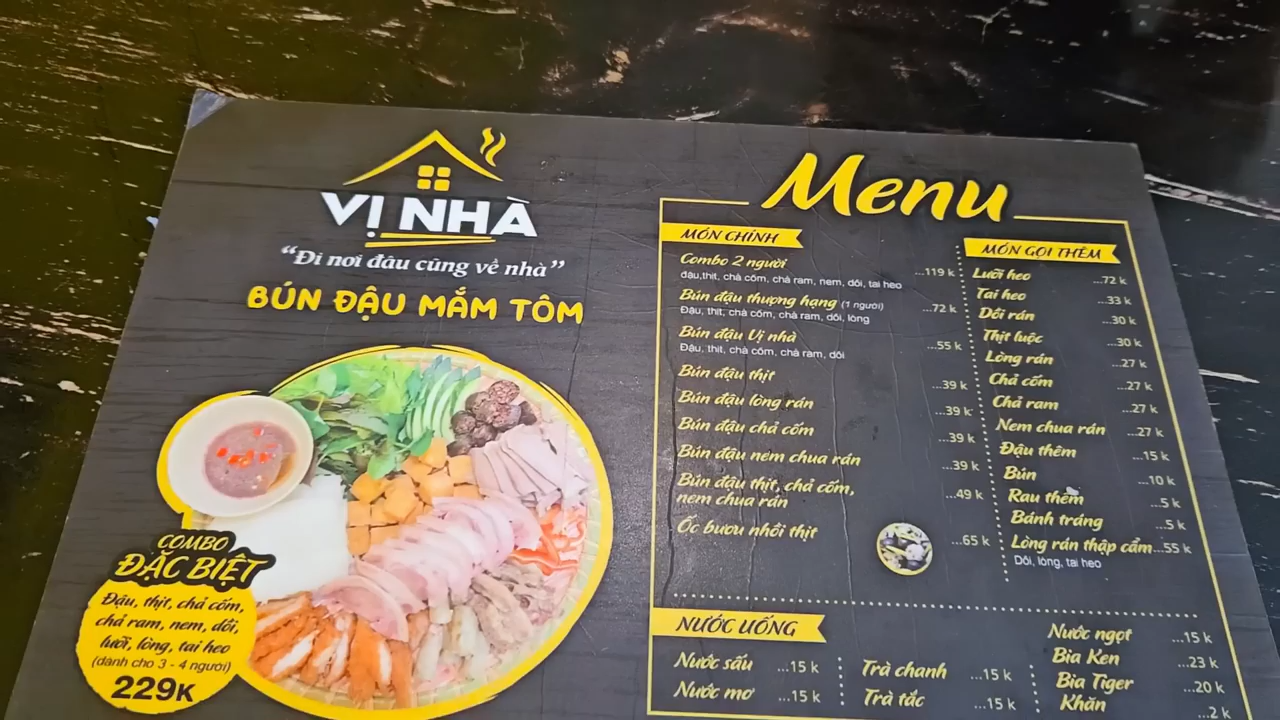 VỊ NHÀ
“Đi nơi đâu cũng về nhà”
BÚN ĐẬU MẮM TÔM
COMBO
ĐẶC BIỆT
Đậu, thịt, chả cốm,
chả ram, nem, dồi,
lưỡi, lòng, tai heo
(dành cho 3 - 4 người)
229K
Menu
MÓN CHÍNH
Combo 2 người ...119 k
đậu,thịt, chả cốm, chả ram, nem, dồi, tai heo
Bún đậu thượng hạng (1 người) ...72 k
Đậu, thịt, chả cốm, chả ram, dồi, lòng
Bún đậu Vị nhà ...55 k
Đậu, thịt, chả cốm, chả ram, dồi
Bún đậu thịt ...39 k
Bún đậu lòng rán ...39 k
Bún đậu chả cốm ...39 k
Bún đậu nem chua rán ...39 k
Bún đậu thịt, chả cốm,
nem chua rán ...49 k
Ốc bươu nhồi thịt ...65 k
MÓN GỌI THÊM
Lưỡi heo ...72 k
Tai heo ...33 k
Dồi rán ...30 k
Thịt luộc ...30 k
Lòng rán ...27 k
Chả cốm ...27 k
Chả ram ...27 k
Nem chua rán ...27 k
Đậu thêm ...15 k
Bún ...10 k
Rau thêm ...5 k
Bánh tráng ...5 k
Lòng rán thập cẩm...55 k
Dồi, lòng, tai heo
NƯỚC UỐNG
Nước sấu ...15 k
Nước mơ ...15 k
Trà chanh ...15 k
Trà tắc ...15 k
Nước ngọt ...15 k
Bia Ken ...23 k
Bia Tiger ...20 k
Khăn ...2 k